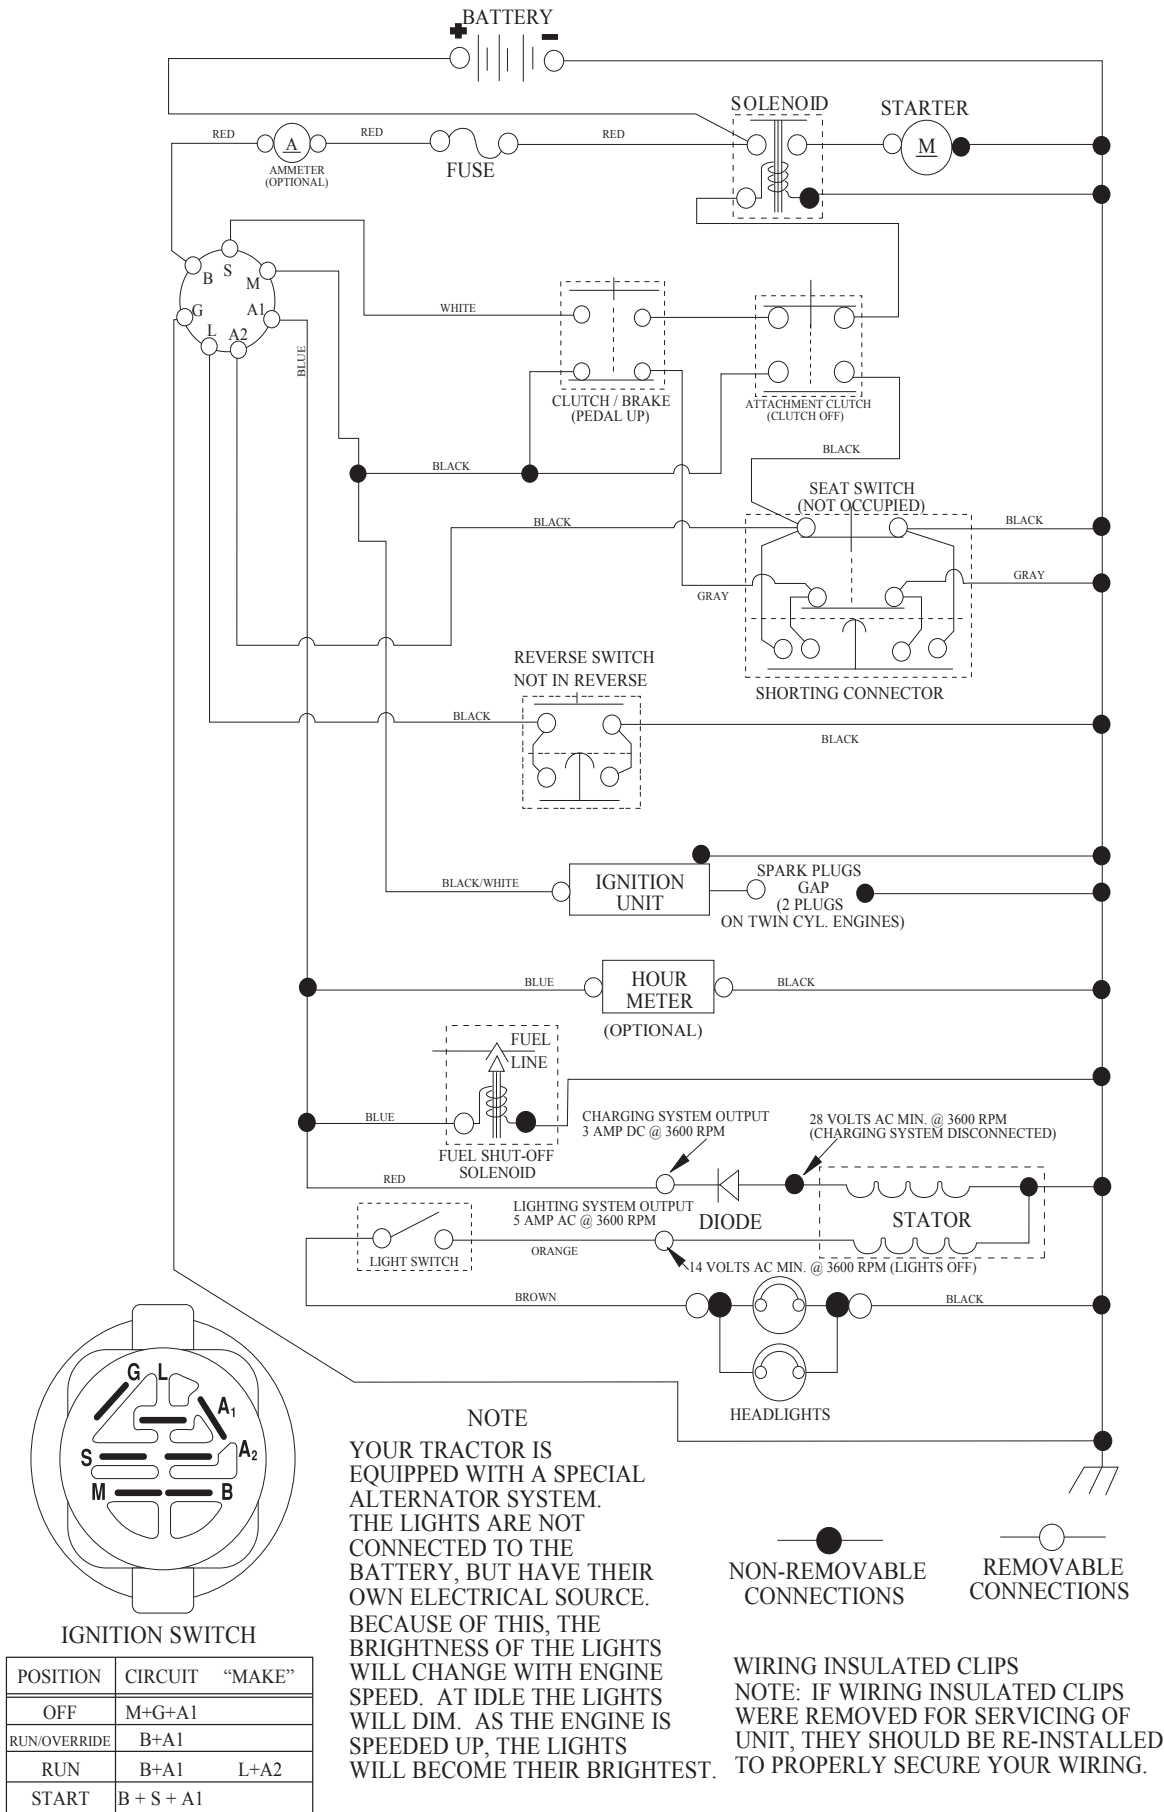 BATTERY
SOLENOID
STARTER
RED
A
RED
FUSE
RED
M
AMMETER
(OPTIONAL)
B
S
M
G
A1
L
A2
BLUE
WHITE
CLUTCH / BRAKE
(PEDAL UP)
ATTACHMENT CLUTCH
(CLUTCH OFF)
BLACK
BLACK
SEAT SWITCH
(NOT OCCUPIED)
BLACK
BLACK
GRAY
GRAY
SHORTING CONNECTOR
REVERSE SWITCH
NOT IN REVERSE
BLACK
BLACK
BLACK/WHITE
IGNITION
UNIT
SPARK PLUGS
GAP
(2 PLUGS
ON TWIN CYL. ENGINES)
BLUE
HOUR
METER
BLACK
(OPTIONAL)
FUEL
LINE
BLUE
FUEL SHUT-OFF
SOLENOID
CHARGING SYSTEM OUTPUT
3 AMP DC @ 3600 RPM
28 VOLTS AC MIN. @ 3600 RPM
(CHARGING SYSTEM DISCONNECTED)
RED
LIGHTING SYSTEM OUTPUT
5 AMP AC @ 3600 RPM
DIODE
STATOR
LIGHT SWITCH
ORANGE
14 VOLTS AC MIN. @ 3600 RPM (LIGHTS OFF)
BROWN
BLACK
HEADLIGHTS
G
L
A1
S
A2
M
B
IGNITION SWITCH
POSITION CIRCUIT “MAKE”
OFF M+G+A1
RUN/OVERRIDE B+A1
RUN B+A1 L+A2
START B + S + A1
NOTE
YOUR TRACTOR IS
EQUIPPED WITH A SPECIAL
ALTERNATOR SYSTEM.
THE LIGHTS ARE NOT
CONNECTED TO THE
BATTERY, BUT HAVE THEIR
OWN ELECTRICAL SOURCE.
BECAUSE OF THIS, THE
BRIGHTNESS OF THE LIGHTS
WILL CHANGE WITH ENGINE
SPEED. AT IDLE THE LIGHTS
WILL DIM. AS THE ENGINE IS
SPEEDED UP, THE LIGHTS
WILL BECOME THEIR BRIGHTEST.
NON-REMOVABLE
CONNECTIONS
REMOVABLE
CONNECTIONS
WIRING INSULATED CLIPS
NOTE: IF WIRING INSULATED CLIPS
WERE REMOVED FOR SERVICING OF
UNIT, THEY SHOULD BE RE-INSTALLED
TO PROPERLY SECURE YOUR WIRING.